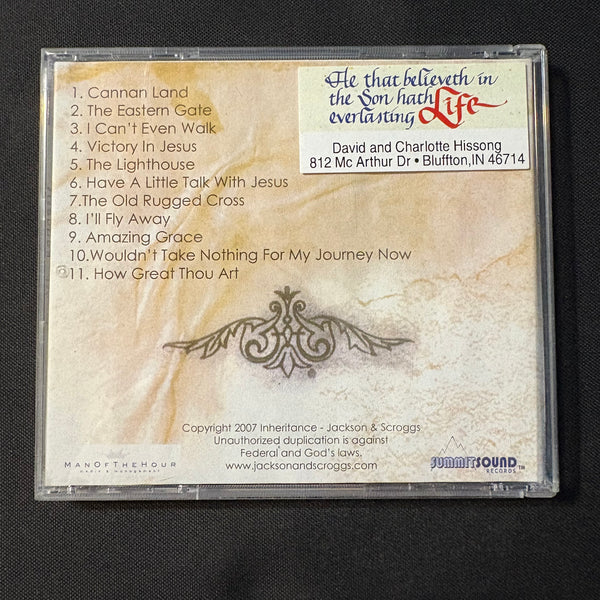 1. Cannan Land
2. The Eastern Gate
3. I Can't Even Walk
4. Victory In Jesus
5. The Lighthouse
6. Have A Little Talk With Jesus
7.The Old Rugged Cross
8. I'll Fly Away
9. Amazing Grace
10.Wouldn't Take Nothing For My Journey Now
11. How Great Thou Art
He that believeth in
the Son hath
everlasting Life
David and Charlotte Hissong
812 Mc Arthur Dr • Bluffton,IN 46714
Copyright 2007 Inheritance - Jackson & Scroggs
Unauthorized duplication is against
Federal and God's laws.
www.jacksonandscroggs.com
MANOFTHEHOUR
media & management
SUMMITSOUND™
RECORDS